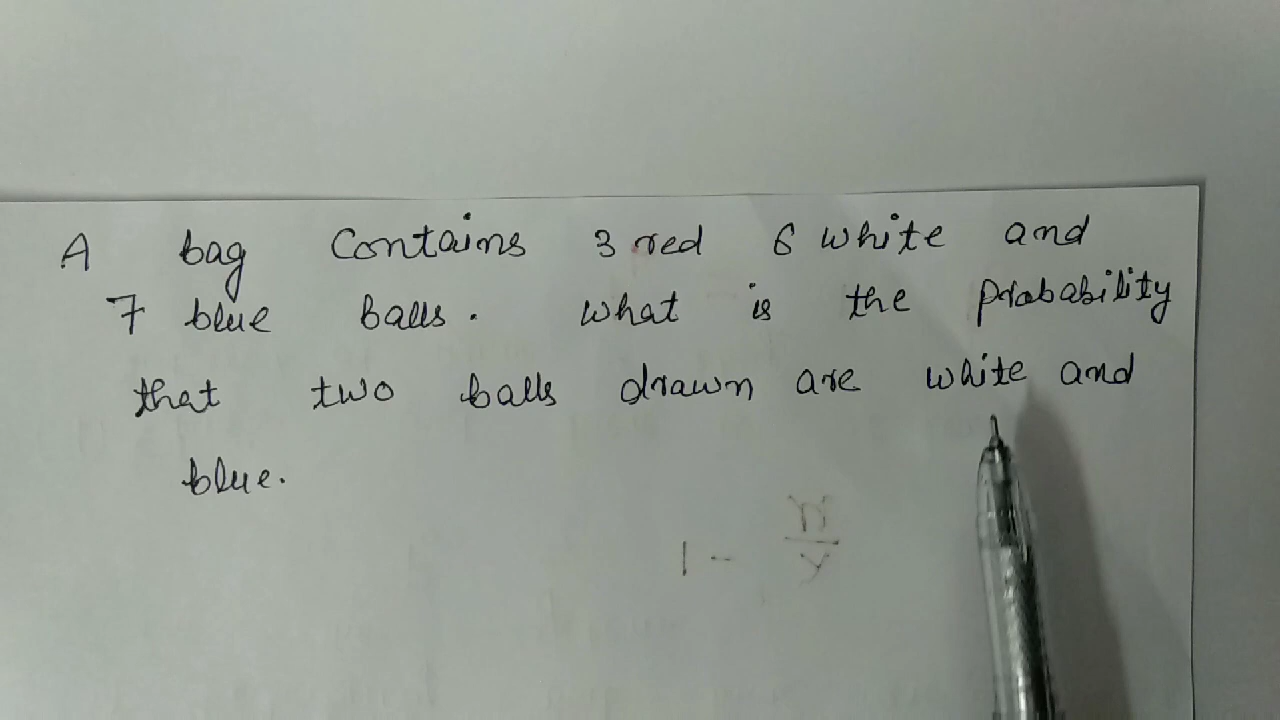 A bag Contains 3 red 6 white and
7 blue balls. What is the probability
that two balls drawn are white and
blue.
1 -